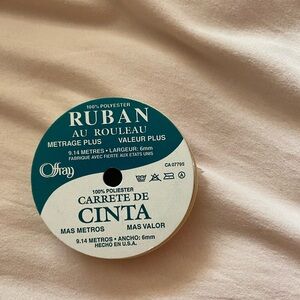 100% POLYESTER
RUBAN
AU ROULEAU
METRAGE PLUS VALEUR PLUS
9.14 METRES • LARGEUR: 6mm
FABRIQUE AVEC FIERTE AUX ETATS UNIS
Offray
CA 07795
100% POLIESTER
CARRETE DE
CINTA
MAS METROS MAS VALOR
9.14 METROS • ANCHO: 6mm
HECHO EN U.S.A.